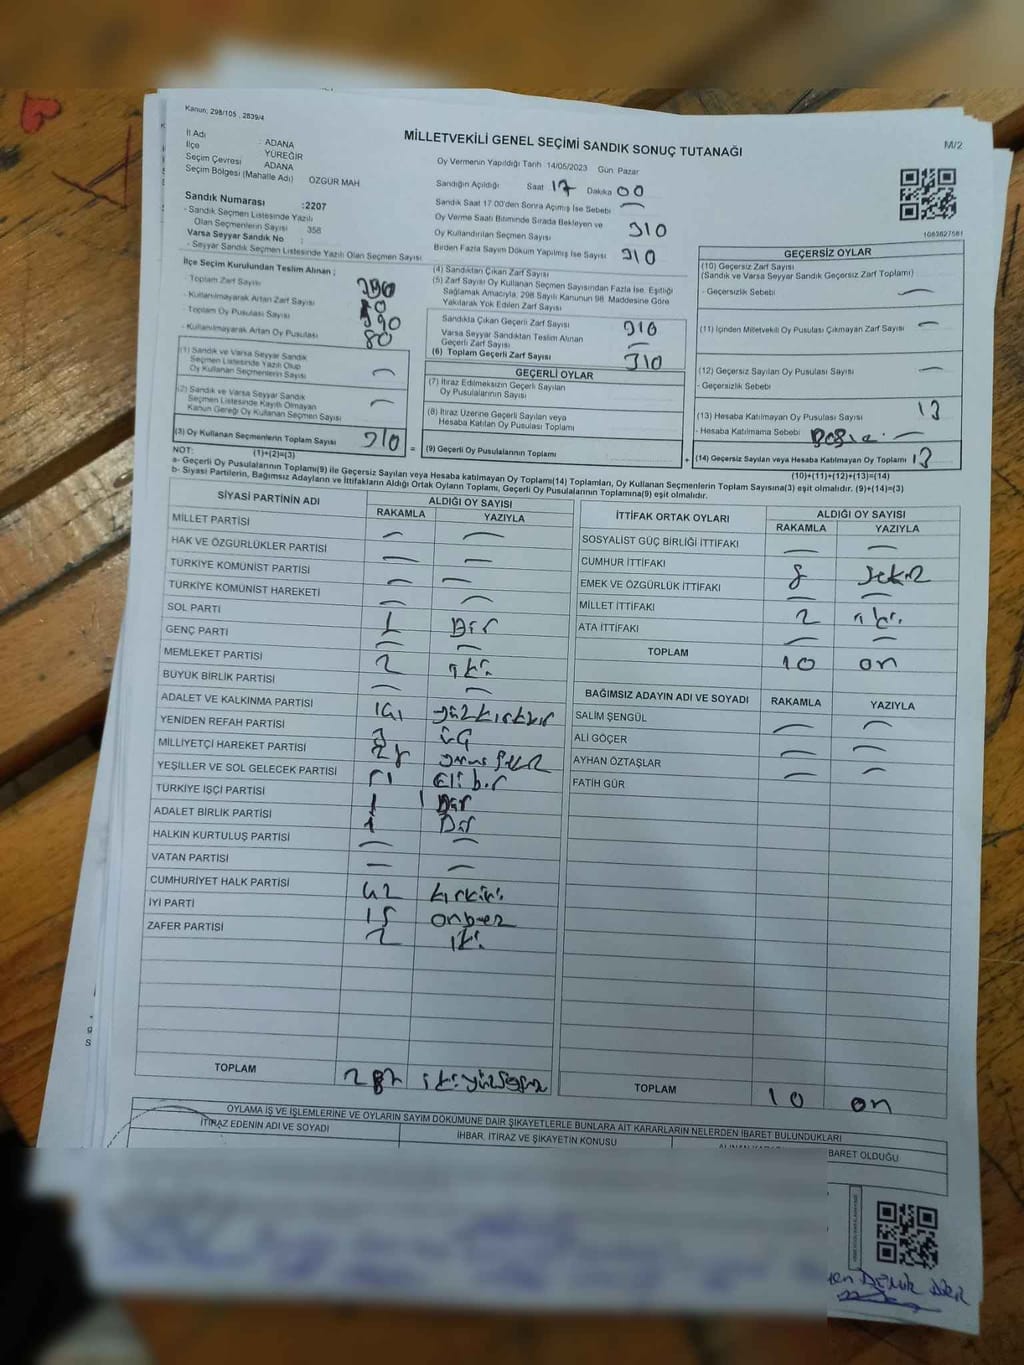 Kanun; 298/105 , 2839/4
MİLLETVEKİLİ GENEL SEÇİMİ SANDIK SONUÇ TUTANAĞI
M/2
İl Adı : ADANA
İlçe YÜREĞİR
Seçim Çevresi ADANA
Seçim Bölgesi (Mahalle Adı) ÖZGÜR MAH
Sandık Numarası :2207
- Sandık Seçmen Listesinde Yazılı
Olan Seçmenlerin Sayısı 358
Varsa Seyyar Sandık No :
- Seyyar Sandık Seçmen Listesinde Yazılı Olan Seçmen Sayısı
Oy Vermenin Yapıldığı Tarih 14/05/2023 Gün: Pazar
Sandığın Açıldığı Saat 17 Dakika 00
Sandık Saat 17.00'den Sonra Açılmış İse Sebebi —
Oy Verme Saati Bitiminde Sırada Bekleyen ve
Oy Kullandırılan Seçmen Sayısı 310
Birden Fazla Sayım Döküm Yapılmış İse Sayısı 310
1083827561
İlçe Seçim Kurulundan Teslim Alınan ;
- Toplam Zarf Sayısı 390
- Kullanılmayarak Artan Zarf Sayısı
- Toplam Oy Pusulası Sayısı 390
- Kullanılmayarak Artan Oy Pusulası 80
(1) Sandık ve Varsa Seyyar Sandık
Seçmen Listesinde Yazılı Olup
Oy Kullanan Seçmenlerin Sayısı —
(2) Sandık ve Varsa Seyyar Sandık
Seçmen Listesinde Kayıtlı Olmayan
Kanun Gereği Oy Kullanan Seçmen Sayısı —
(3) Oy Kullanan Seçmenlerin Toplam Sayısı 310
(4) Sandıktan Çıkan Zarf Sayısı
(5) Zarf Sayısı Oy Kullanan Seçmen Sayısından Fazla İse, Eşitliği
Sağlamak Amacıyla, 298 Sayılı Kanunun 98. Maddesine Göre
Yakılarak Yok Edilen Zarf Sayısı
Sandıkta Çıkan Geçerli Zarf Sayısı 310
Varsa Seyyar Sandıktan Teslim Alınan
Geçerli Zarf Sayısı —
(6) Toplam Geçerli Zarf Sayısı 310
GEÇERLİ OYLAR
(7) İtiraz Edilmeksizin Geçerli Sayılan
Oy Pusulalarının Sayısı
(8) İtiraz Üzerine Geçerli Sayılan veya
Hesaba Katılan Oy Pusulası Toplamı
= (9) Geçerli Oy Pusulalarının Toplamı
GEÇERSİZ OYLAR
(10) Geçersiz Zarf Sayısı
(Sandık ve Varsa Seyyar Sandık Geçersiz Zarf Toplamı)
- Geçersizlik Sebebi —
(11) İçinden Milletvekili Oy Pusulası Çıkmayan Zarf Sayısı —
(12) Geçersiz Sayılan Oy Pusulası Sayısı —
- Geçersizlik Sebebi
(13) Hesaba Katılmayan Oy Pusulası Sayısı 13
- Hesaba Katılmama Sebebi —
+ (14) Geçersiz Sayılan veya Hesaba Katılmayan Oy Toplamı 13
NOT: (1)+(2)=(3)
(10)+(11)+(12)+(13)=(14)
a- Geçerli Oy Pusulalarının Toplamı(9) ile Geçersiz Sayılan veya Hesaba katılmayan Oy Toplamı(14) Toplamları, Oy Kullanan Seçmenlerin Toplam Sayısına(3) eşit olmalıdır. (9)+(14)=(3)
b- Siyasi Partilerin, Bağımsız Adayların ve İttifakların Aldığı Ortak Oyların Toplamı, Geçerli Oy Pusulalarının Toplamına(9) eşit olmalıdır.
SİYASİ PARTİNİN ADI ALDIĞI OY SAYISI
RAKAMLA YAZIYLA
MİLLET PARTİSİ — —
HAK VE ÖZGÜRLÜKLER PARTİSİ
TÜRKİYE KOMÜNİST PARTİSİ — —
TÜRKİYE KOMÜNİST HAREKETİ — —
SOL PARTİ — —
GENÇ PARTİ 1 Bir
MEMLEKET PARTİSİ — —
2 iki
BÜYÜK BİRLİK PARTİSİ — —
ADALET VE KALKINMA PARTİSİ 141 yüzkırkbir
YENİDEN REFAH PARTİSİ 3 üç
MİLLİYETÇİ HAREKET PARTİSİ 28
YEŞİLLER VE SOL GELECEK PARTİSİ 51 Elli bir
TÜRKİYE İŞÇİ PARTİSİ 1 Bir
ADALET BİRLİK PARTİSİ 1 Bir
HALKIN KURTULUŞ PARTİSİ — —
VATAN PARTİSİ — —
CUMHURİYET HALK PARTİSİ 42 kırkiki
İYİ PARTİ 15 onbeş
ZAFER PARTİSİ 2 iki
TOPLAM 287
İTTİFAK ORTAK OYLARI ALDIĞI OY SAYISI
RAKAMLA YAZIYLA
SOSYALİST GÜÇ BİRLİĞİ İTTİFAKI — —
CUMHUR İTTİFAKI 8 Sekiz
EMEK VE ÖZGÜRLÜK İTTİFAKI — —
MİLLET İTTİFAKI 2 iki
ATA İTTİFAKI — —
TOPLAM 10 on
BAĞIMSIZ ADAYIN ADI VE SOYADI RAKAMLA YAZIYLA
SALİM ŞENGÜL — —
ALİ GÖÇER — —
AYHAN ÖZTAŞLAR — —
FATİH GÜR
TOPLAM 10 on
OYLAMA İŞ VE İŞLEMLERİNE VE OYLARIN SAYIM DÖKÜMÜNE DAİR ŞİKAYETLERLE BUNLARA AİT KARARLARIN NELERDEN İBARET BULUNDUKLARI
İTİRAZ EDENİN ADI VE SOYADI
İHBAR, İTİRAZ VE ŞİKAYETİN KONUSU
BARET OLDUĞU